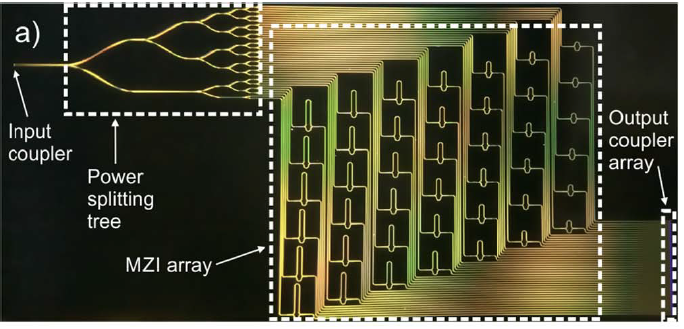 a)
Input
coupler
Power
splitting
tree
MZI array
Output
coupler
array